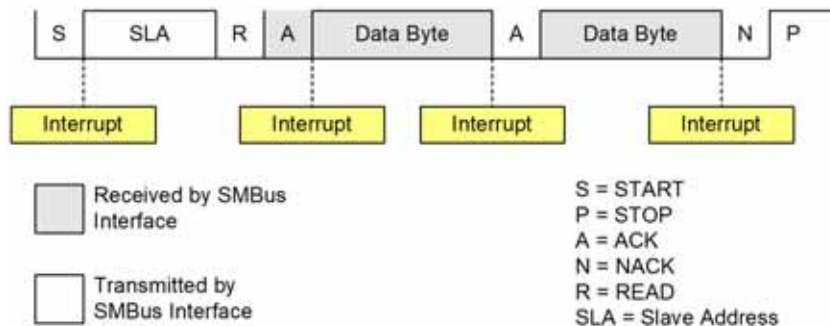 S SLA R A Data Byte A Data Byte N P
Interrupt Interrupt Interrupt Interrupt
Received by SMBus
Interface
Transmitted by
SMBus Interface
S = START
P = STOP
A = ACK
N = NACK
R = READ
SLA = Slave Address